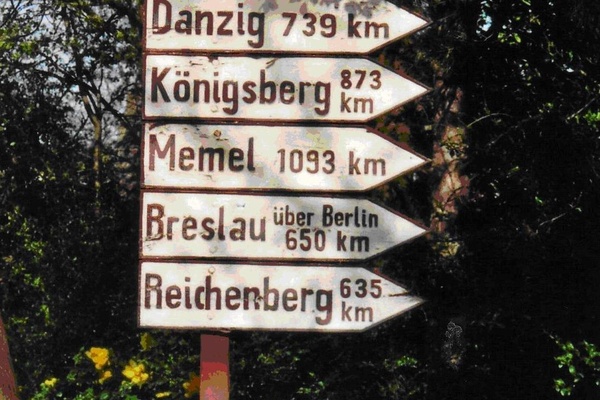 Danzig 739 km
Königsberg 873 km
Memel 1093 km
Breslau über Berlin 650 km
Reichenberg 635 km